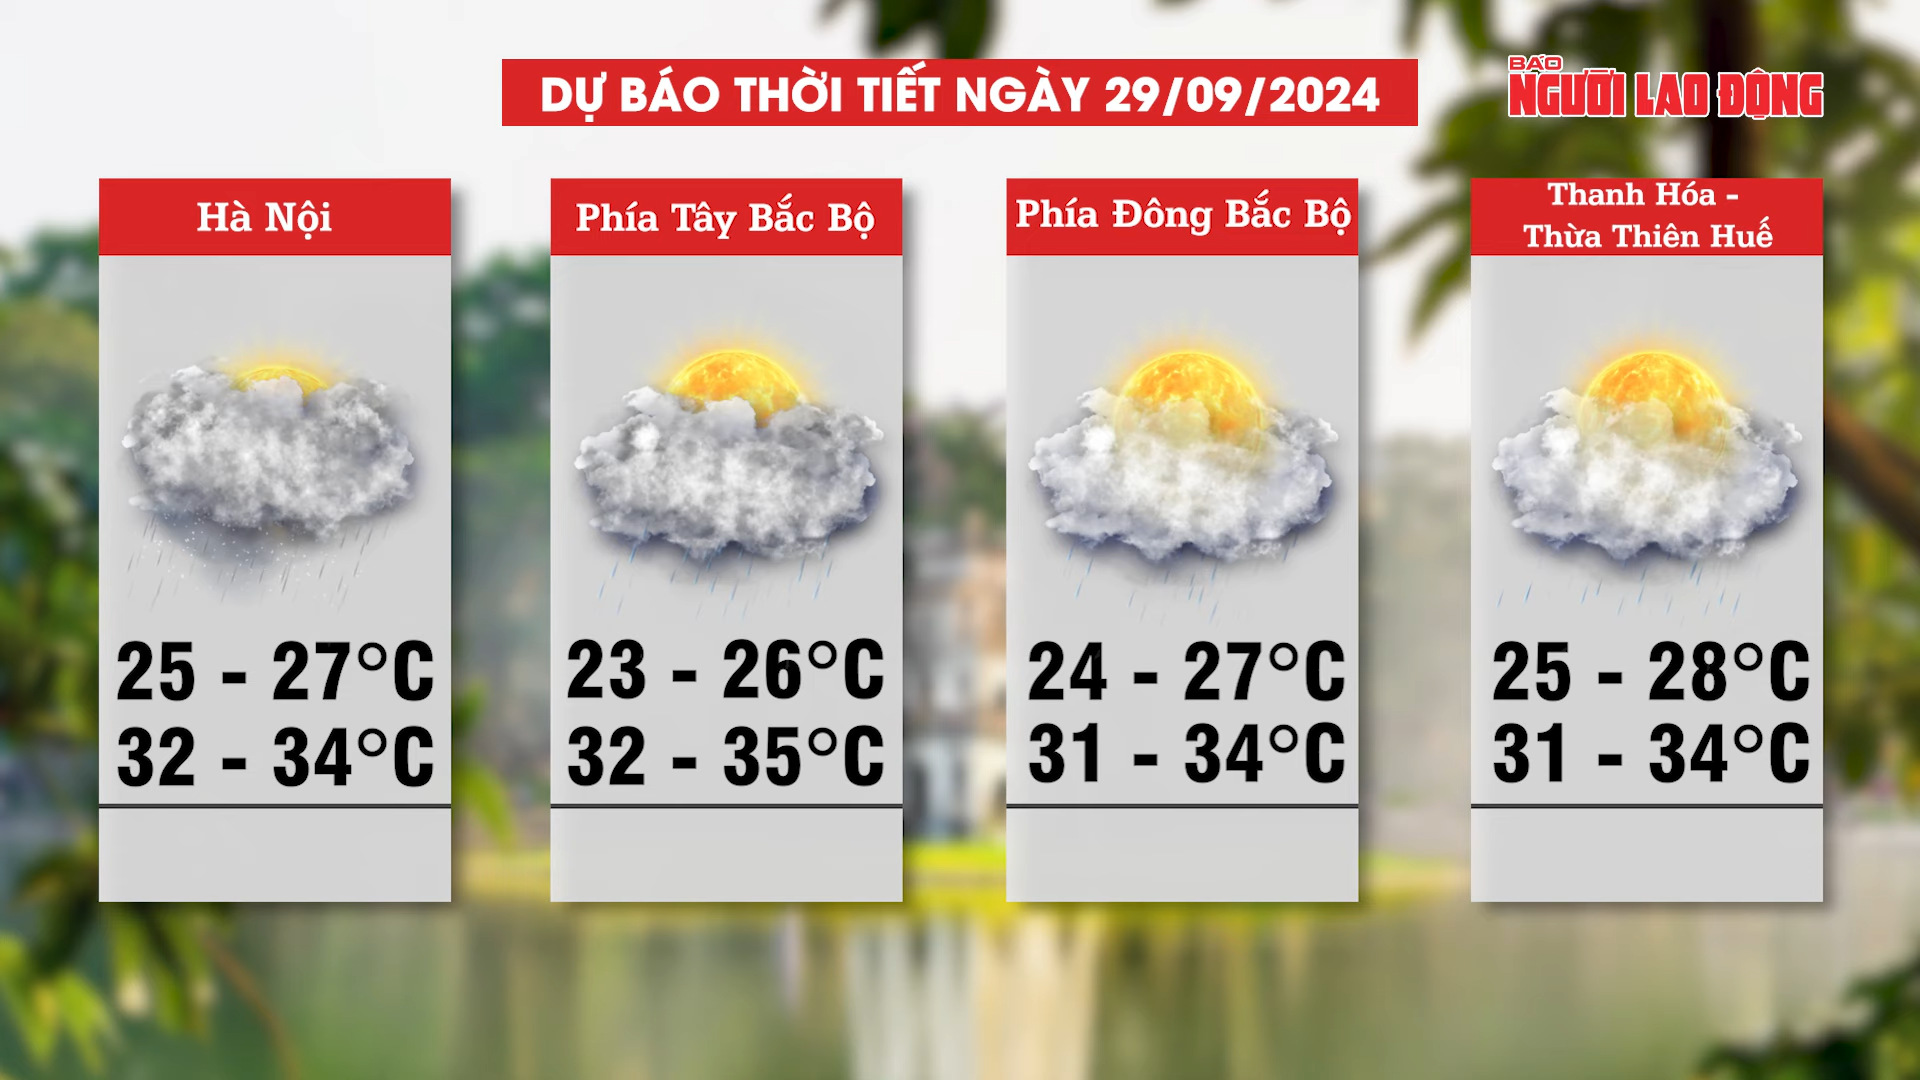 DỰ BÁO THỜI TIẾT NGÀY 29/09/2024
BÁO
NGƯỜI LAO ĐỘNG
Hà Nội
25 - 27°C
32 - 34°C
Phía Tây Bắc Bộ
23 - 26°C
32 - 35°C
Phía Đông Bắc Bộ
24 - 27°C
31 - 34°C
Thanh Hóa -
Thừa Thiên Huế
25 - 28°C
31 - 34°C